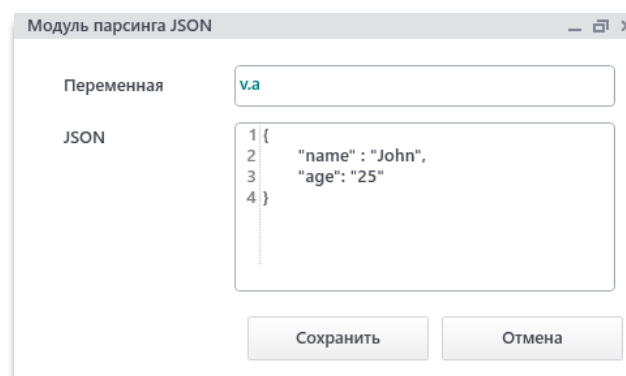 Модуль парсинга JSON
Переменная
v.a
JSON
1 {
2 "name" : "John",
3 "age": "25"
4 }
Сохранить
Отмена